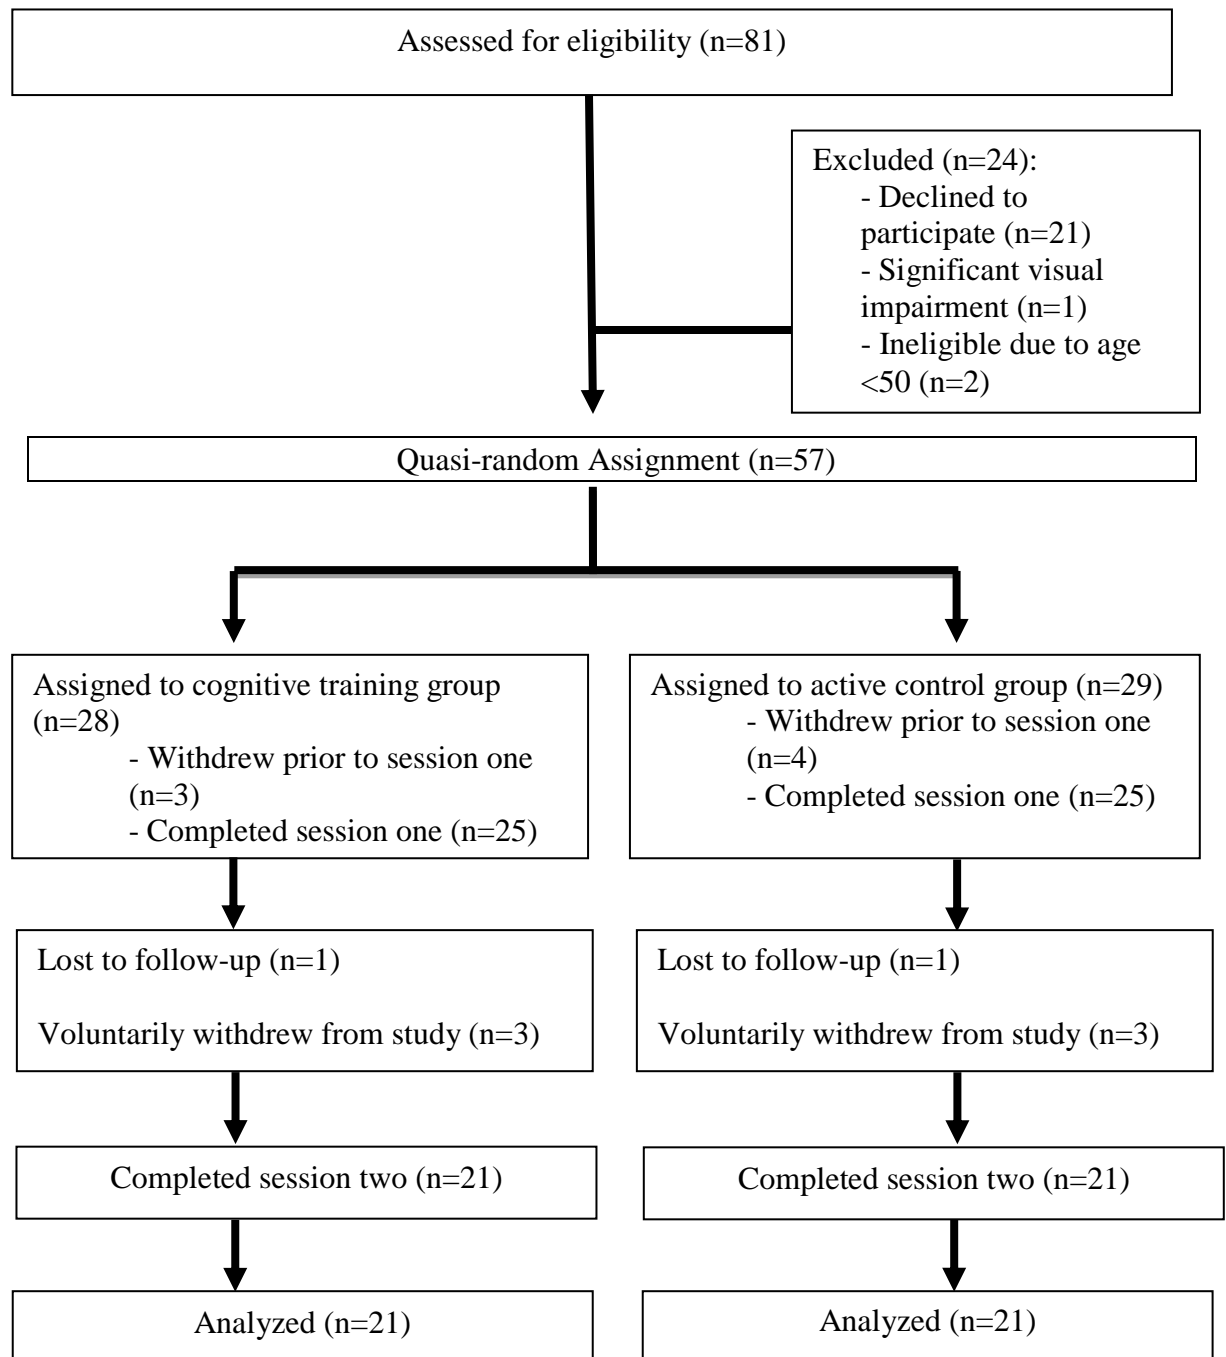 Assessed for eligibility (n=81)
Excluded (n=24):
- Declined to
participate (n=21)
- Significant visual
impairment (n=1)
- Ineligible due to age
<50 (n=2)
Quasi-random Assignment (n=57)
Assigned to cognitive training group
(n=28)
- Withdrew prior to session one
(n=3)
- Completed session one (n=25)
Assigned to active control group (n=29)
- Withdrew prior to session one
(n=4)
- Completed session one (n=25)
Lost to follow-up (n=1)
Voluntarily withdrew from study (n=3)
Lost to follow-up (n=1)
Voluntarily withdrew from study (n=3)
Completed session two (n=21)
Completed session two (n=21)
Analyzed (n=21)
Analyzed (n=21)